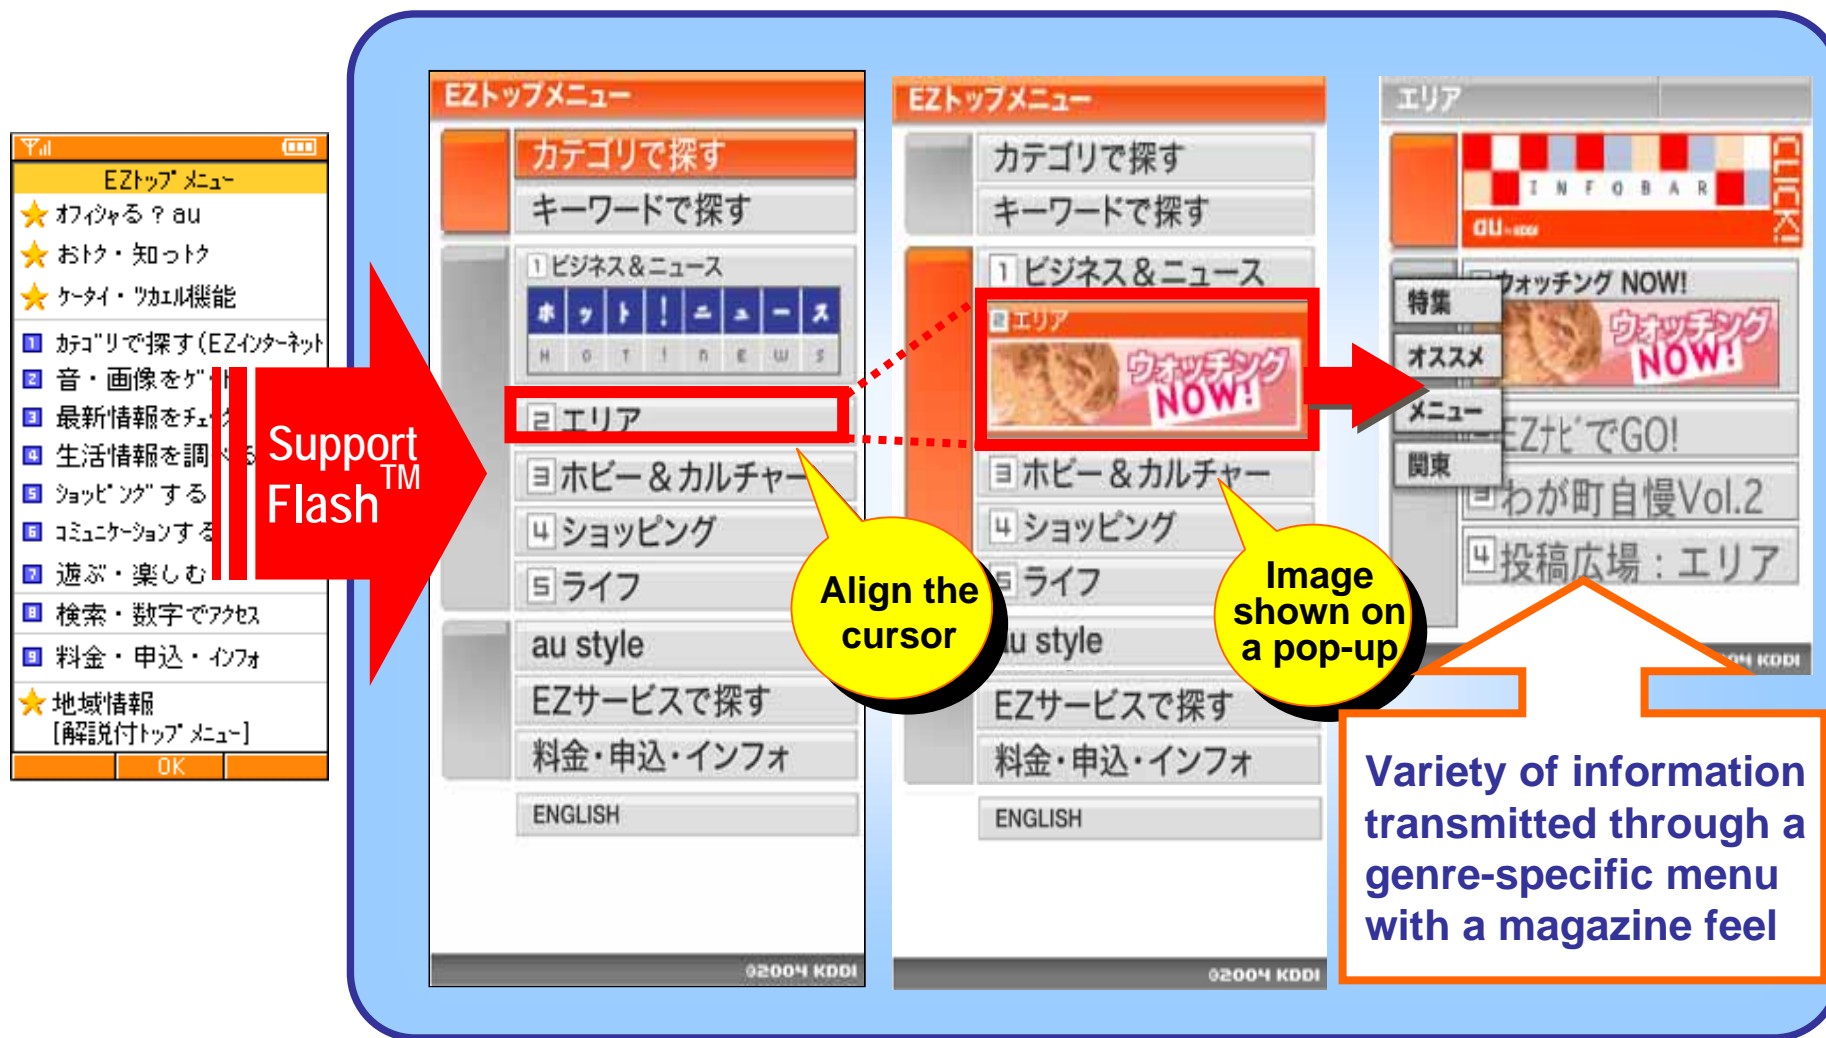 EZトップメニュー
オフィシャる？au
おトク・知っトク
ケータイ・ツカエル機能
1 カテゴリで探す(EZインターネット
2 音・画像をゲッ
3 最新情報をチェック
4 生活情報を調べる
5 ショッピングする
6 コミュニケーションする
7 遊ぶ・楽しむ
8 検索・数字でアクセス
9 料金・申込・インフォ
地域情報
[解説付トップメニュー]
OK
Support
Flash™
EZトップメニュー
カテゴリで探す
キーワードで探す
1 ビジネス&ニュース
ホット！ニュース
HOT!NEWS
2 エリア
3 ホビー&カルチャー
4 ショッピング
5 ライフ
au style
EZサービスで探す
料金・申込・インフォ
ENGLISH
©2004 KDDI
Align the
cursor
EZトップメニュー
カテゴリで探す
キーワードで探す
1 ビジネス&ニュース
2 エリア
ウォッチング
NOW!
3 ホビー&カルチャー
4 ショッピング
5 ライフ
au style
EZサービスで探す
料金・申込・インフォ
ENGLISH
©2004 KDDI
Image
shown on
a pop-up
エリア
INFOBAR
au by KDDI
CLICK!
ウォッチング NOW!
ウォッチング
NOW!
特集
オススメ
メニュー
関東
EZナビでGO!
3 わが町自慢Vol.2
4 投稿広場：エリア
2004 KDDI
Variety of information
transmitted through a
genre-specific menu
with a magazine feel